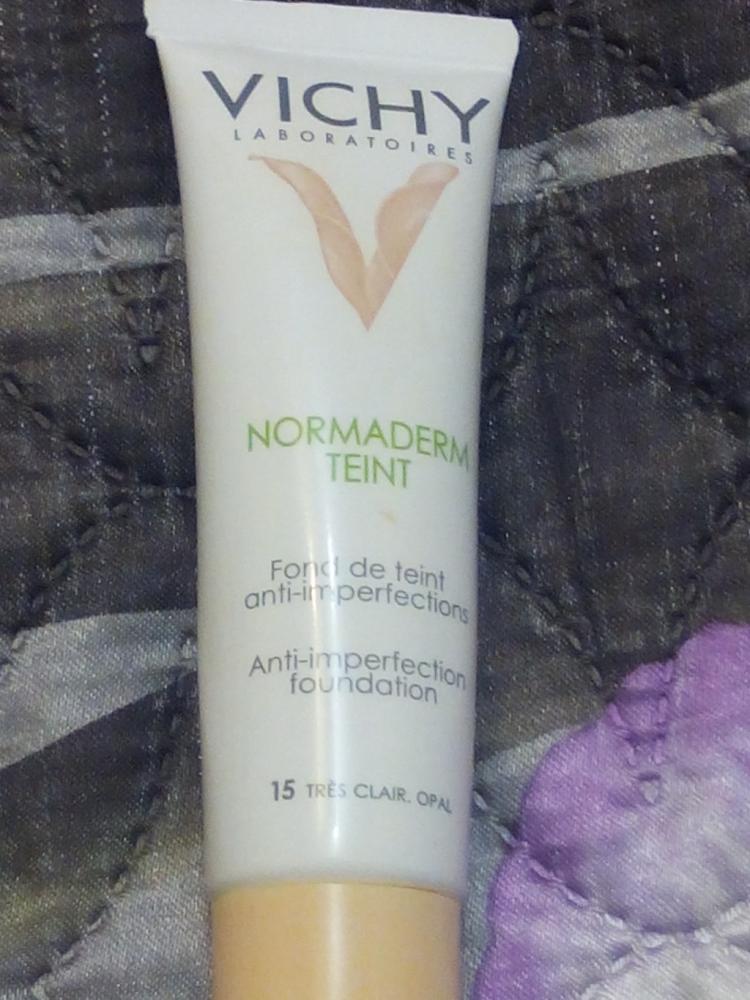 VICHY
LABORATOIRES
NORMADERM
TEINT
Fond de teint
anti-imperfections
Anti-imperfection
foundation
15 TRÈS CLAIR. OPAL